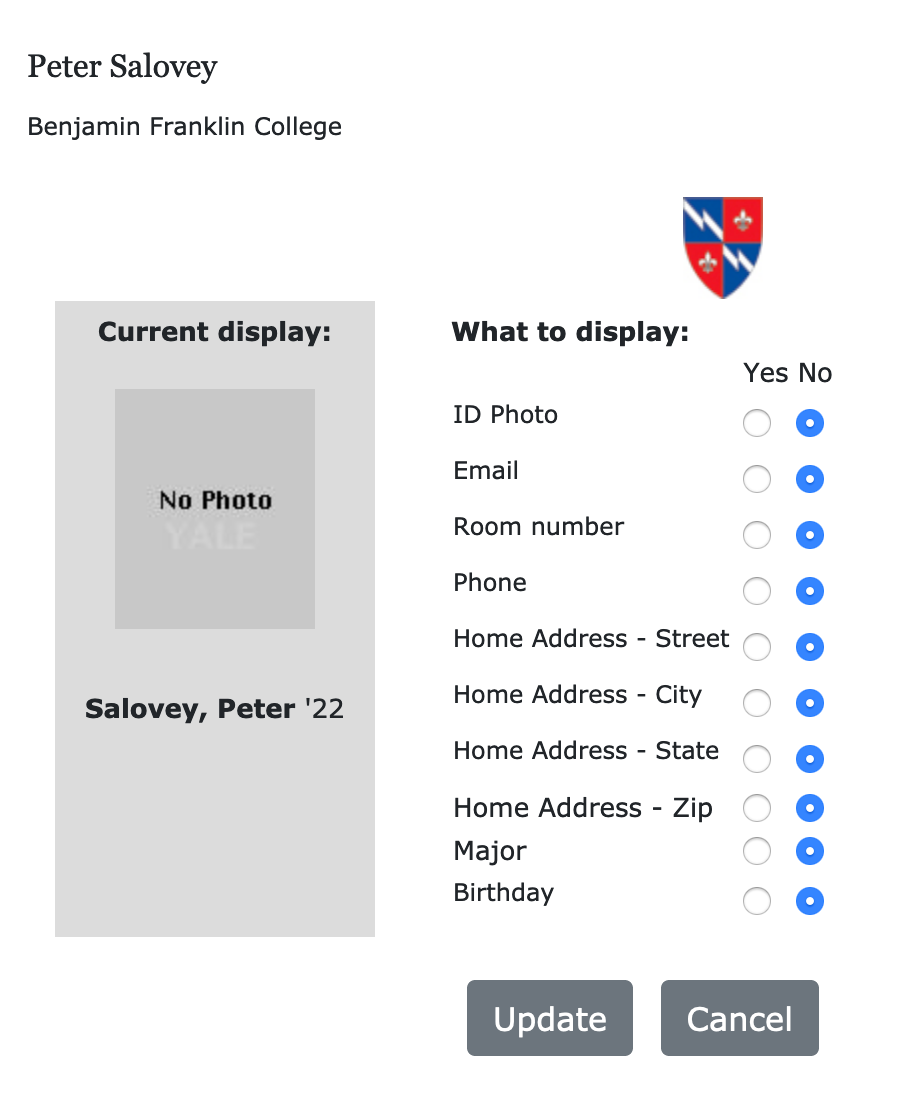 Peter Salovey
Benjamin Franklin College
Current display:
No Photo
YALE
Salovey, Peter '22
What to display:
Yes No
ID Photo
Email
Room number
Phone
Home Address - Street
Home Address - City
Home Address - State
Home Address - Zip
Major
Birthday
Update Cancel